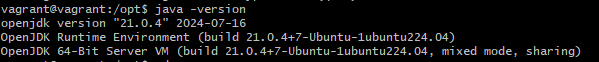 vagrant@vagrant:/opt$ java -version
openjdk version "21.0.4" 2024-07-16
OpenJDK Runtime Environment (build 21.0.4+7-Ubuntu-1ubuntu224.04)
OpenJDK 64-Bit Server VM (build 21.0.4+7-Ubuntu-1ubuntu224.04, mixed mode, sharing)